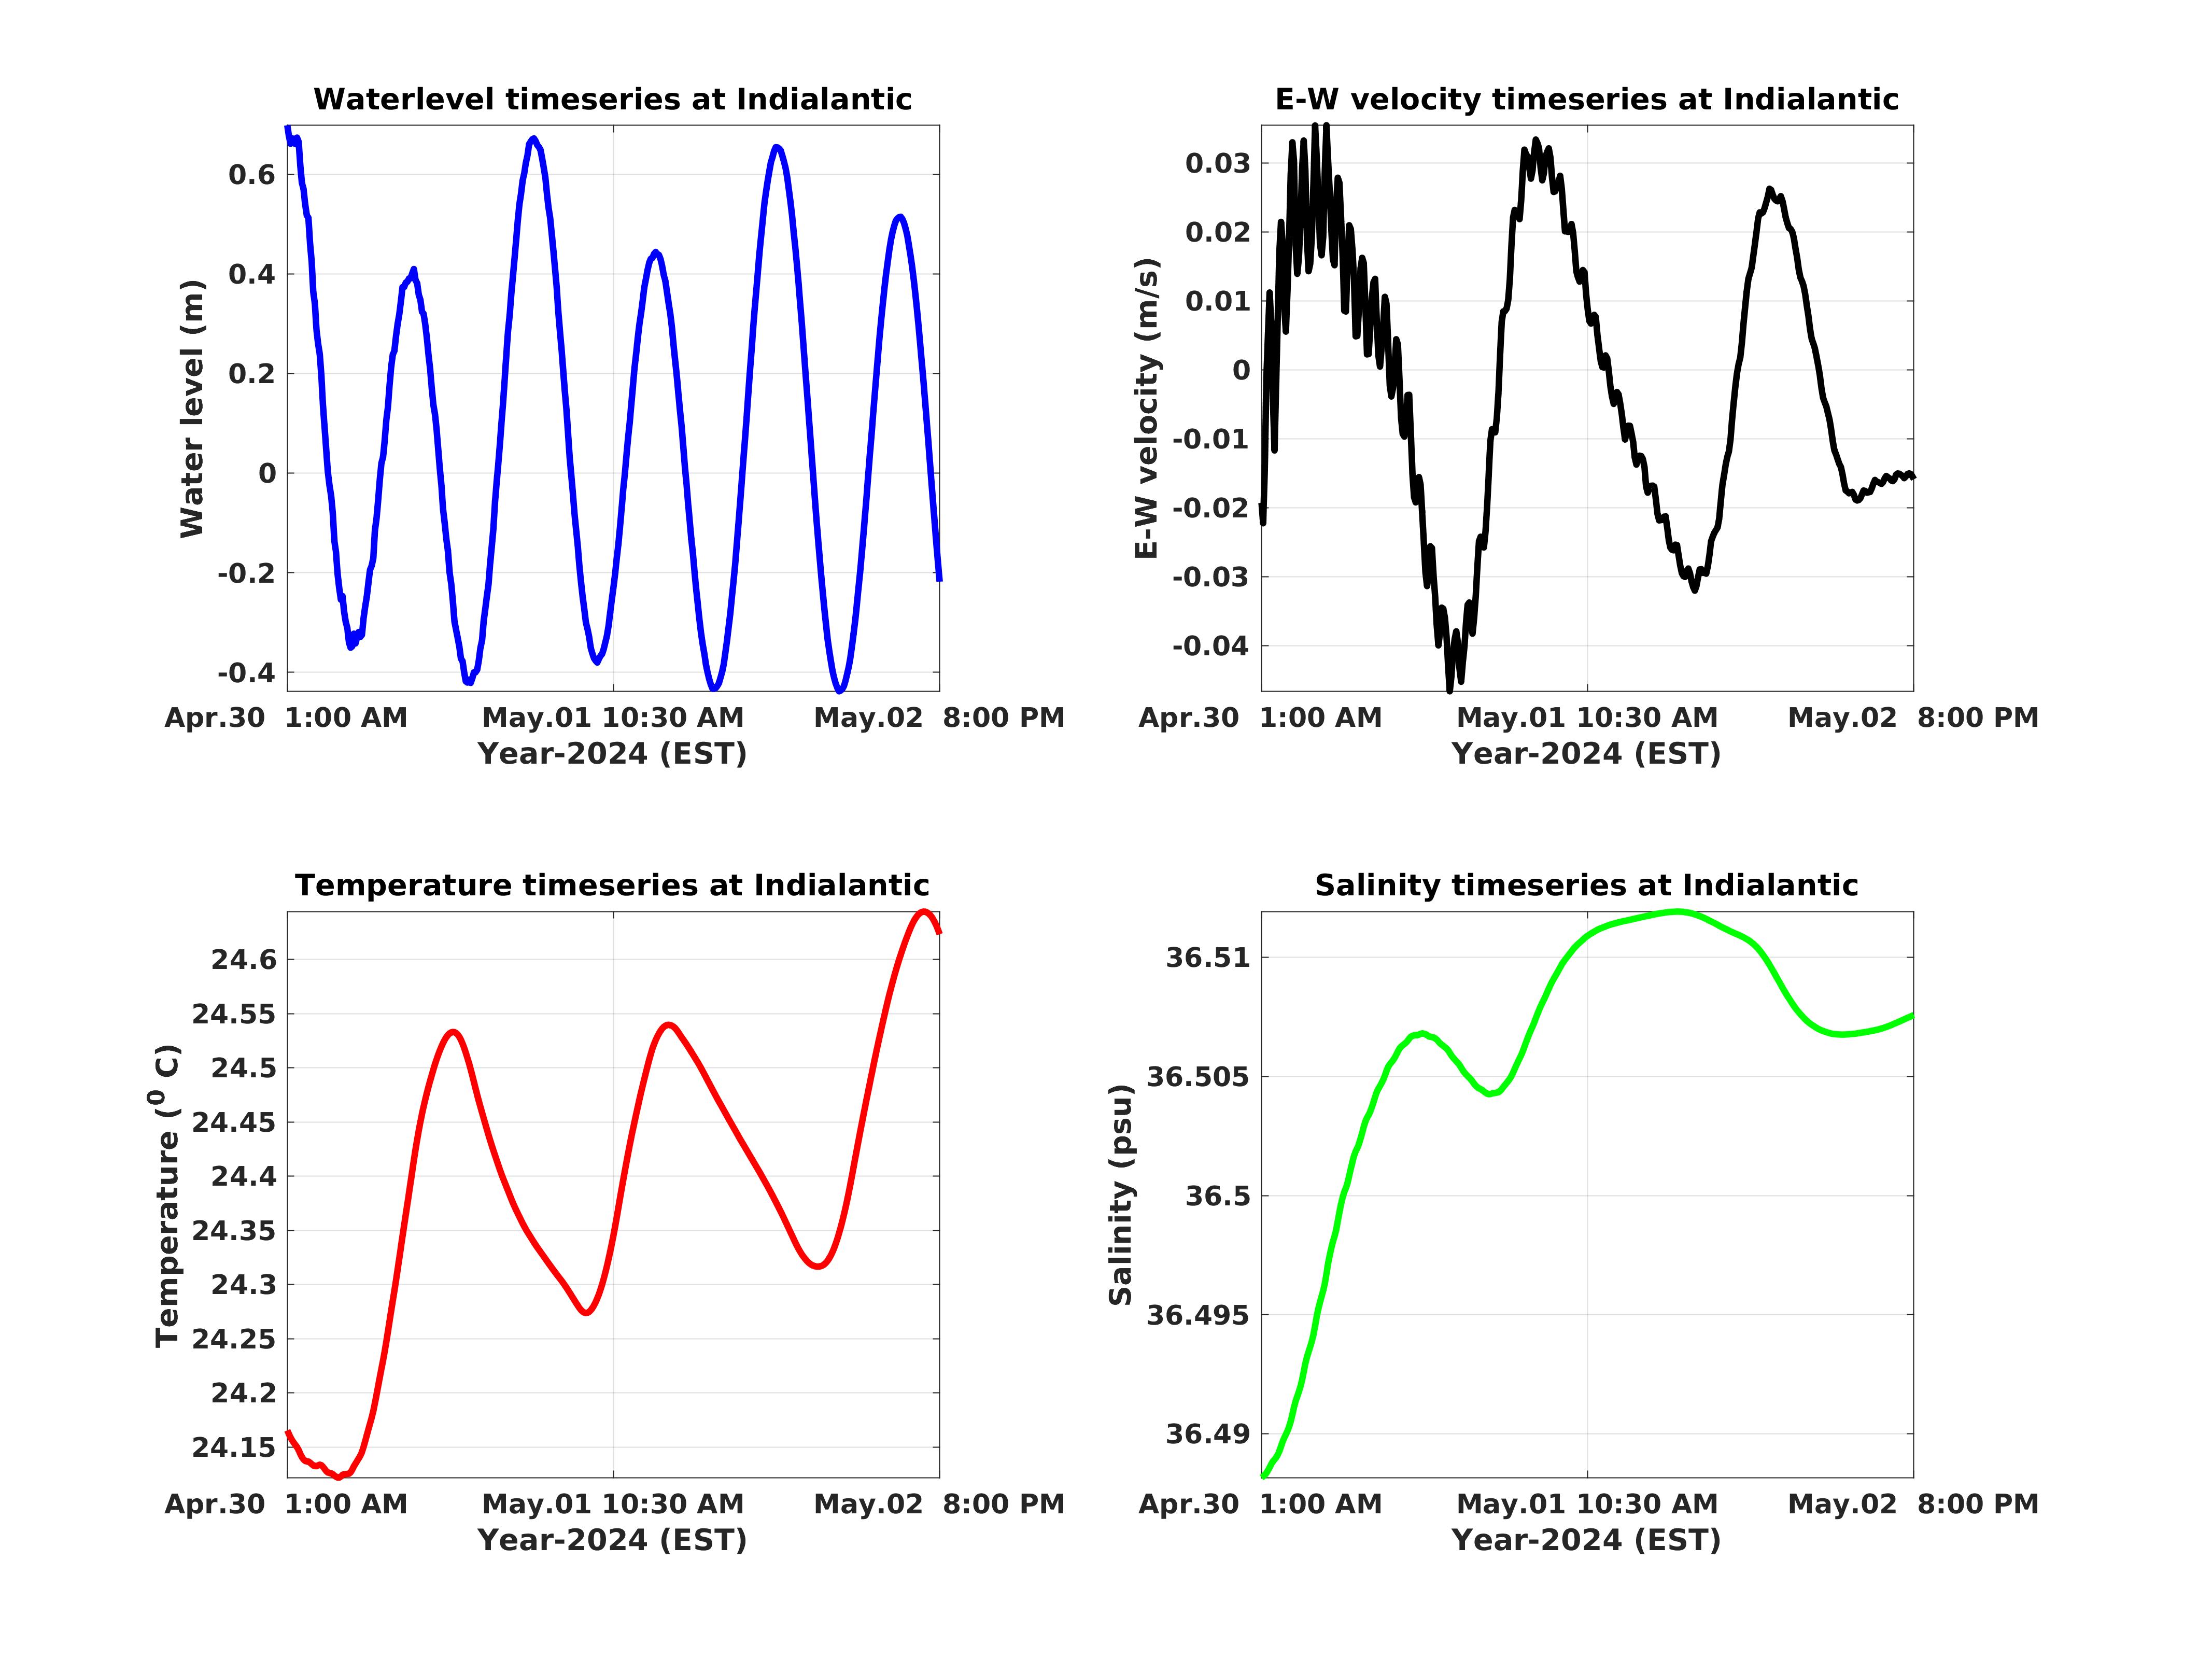 Waterlevel timeseries at Indialantic
0.6
0.4
0.2
0
-0.2
-0.4
Water level (m)
Apr.30 1:00 AM May.01 10:30 AM May.02 8:00 PM
Year-2024 (EST)
E-W velocity timeseries at Indialantic
0.03
0.02
0.01
0
-0.01
-0.02
-0.03
-0.04
E-W velocity (m/s)
Apr.30 1:00 AM May.01 10:30 AM May.02 8:00 PM
Year-2024 (EST)
Temperature timeseries at Indialantic
24.6
24.55
24.5
24.45
24.4
24.35
24.3
24.25
24.2
24.15
Temperature (⁰ C)
Apr.30 1:00 AM May.01 10:30 AM May.02 8:00 PM
Year-2024 (EST)
Salinity timeseries at Indialantic
36.51
36.505
36.5
36.495
36.49
Salinity (psu)
Apr.30 1:00 AM May.01 10:30 AM May.02 8:00 PM
Year-2024 (EST)